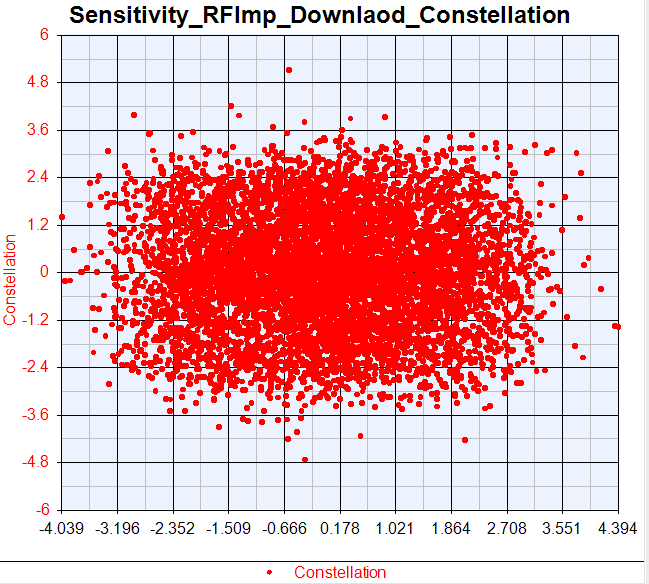 Sensitivity_RFImp_Downlaod_Constellation
6
4.8
3.6
2.4
1.2
0
-1.2
-2.4
-3.6
-4.8
-6
Constellation
-4.039 -3.196 -2.352 -1.509 -0.666 0.178 1.021 1.864 2.708 3.551 4.394
Constellation